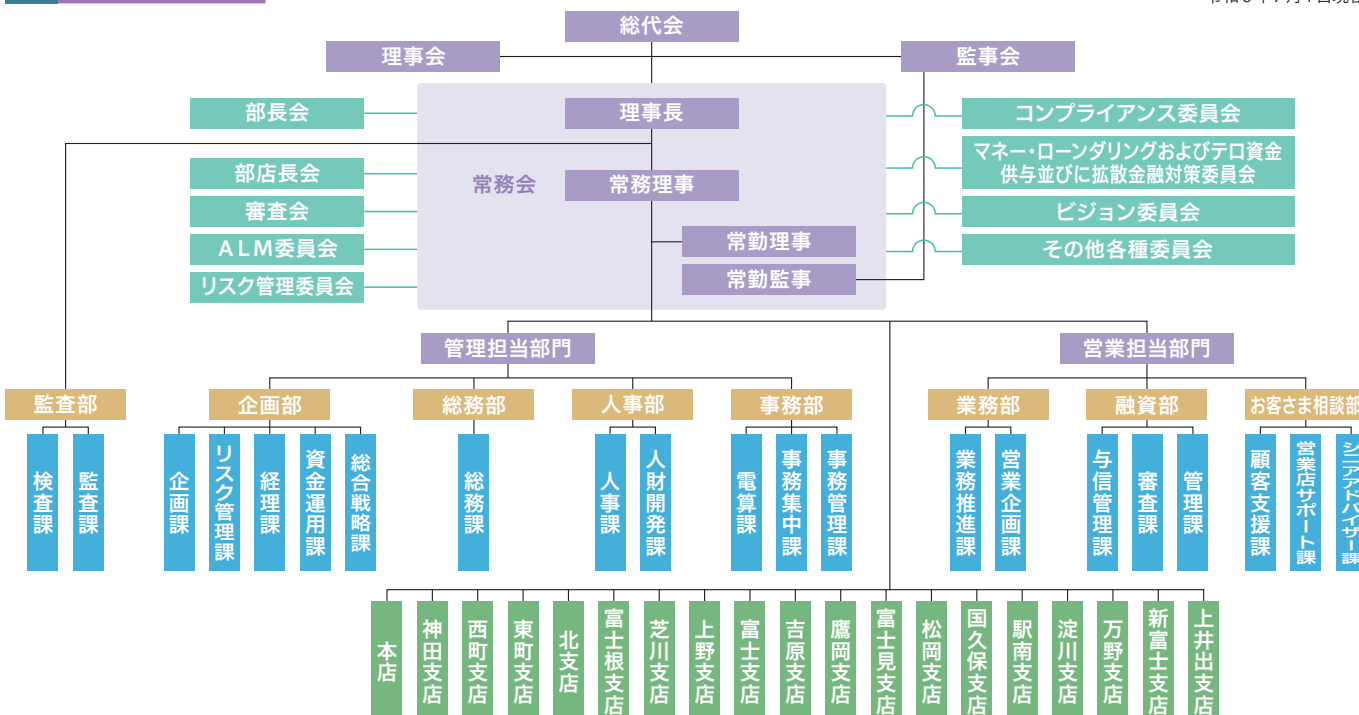 総代会
理事会
監事会
部長会
理事長
コンプライアンス委員会
マネー・ローンダリングおよびテロ資金
供与並びに拡散金融対策委員会
部店長会
常務会
常務理事
審査会
ビジョン委員会
ALM委員会
常勤理事
その他各種委員会
リスク管理委員会
常勤監事
管理担当部門
営業担当部門
監査部
企画部
総務部
人事部
事務部
業務部
融資部
お客さま相談部
検査課
監査課
企画課
リスク管理課
経理課
資金運用課
総合戦略課
総務課
人事課
人財開発課
電算課
事務集中課
事務管理課
業務推進課
営業企画課
与信管理課
審査課
管理課
顧客支援課
営業店サポート課
シニアアドバイザー課
本店
神田支店
西町支店
東町支店
北支店
富士根支店
芝川支店
上野支店
富士支店
吉原支店
鷹岡支店
富士見支店
松岡支店
国久保支店
駅南支店
淀川支店
万野支店
新富士支店
上井出支店